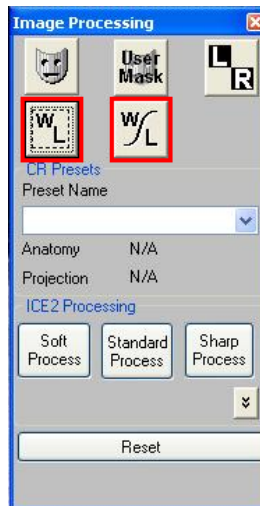 Image Processing
User
Mask
L
R
W
L
W
L
CR Presets
Preset Name
Anatomy N/A
Projection N/A
ICE2 Processing
Soft
Process
Standard
Process
Sharp
Process
Reset